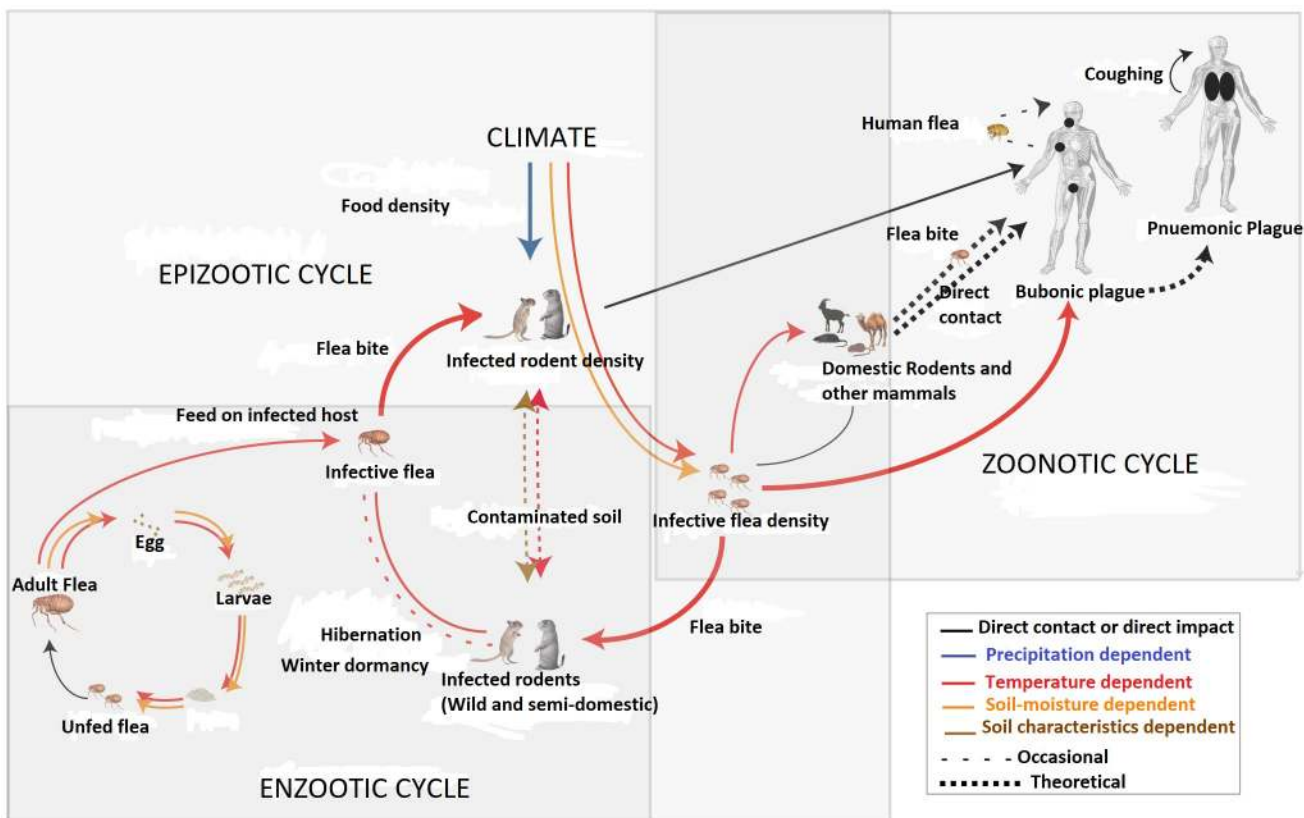 Coughing
Human flea
CLIMATE
Food density
Flea bite
Pnuemonic Plague
EPIZOOTIC CYCLE
Direct
contact
Bubonic plague
Flea bite
Infected rodent density
Domestic Rodents and
other mammals
Feed on infected host
Infective flea
ZOONOTIC CYCLE
Contaminated soil
Infective flea density
Egg
Adult Flea
Larvae
Hibernation
Winter dormancy
Flea bite
Infected rodents
(Wild and semi-domestic)
Unfed flea
ENZOOTIC CYCLE
Direct contact or direct impact
Precipitation dependent
Temperature dependent
Soil-moisture dependent
Soil characteristics dependent
Occasional
Theoretical